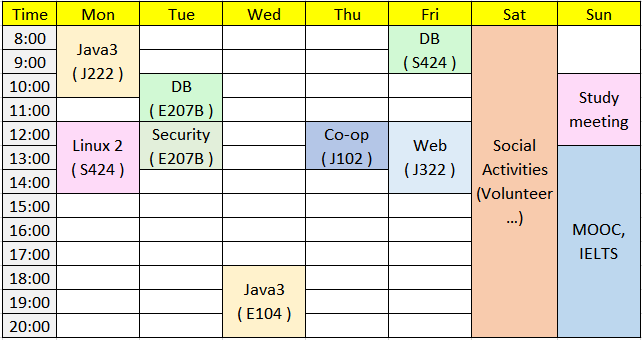 Time Mon Tue Wed Thu Fri Sat Sun
8:00
9:00
10:00
11:00
12:00
13:00
14:00
15:00
16:00
17:00
18:00
19:00
20:00
Java3
( J222 )
Linux 2
( S424 )
DB
( E207B )
Security
( E207B )
Java3
( E104 )
Co-op
( J102 )
DB
( S424 )
Web
( J322 )
Social
Activities
(Volunteer
...)
Study
meeting
MOOC,
IELTS